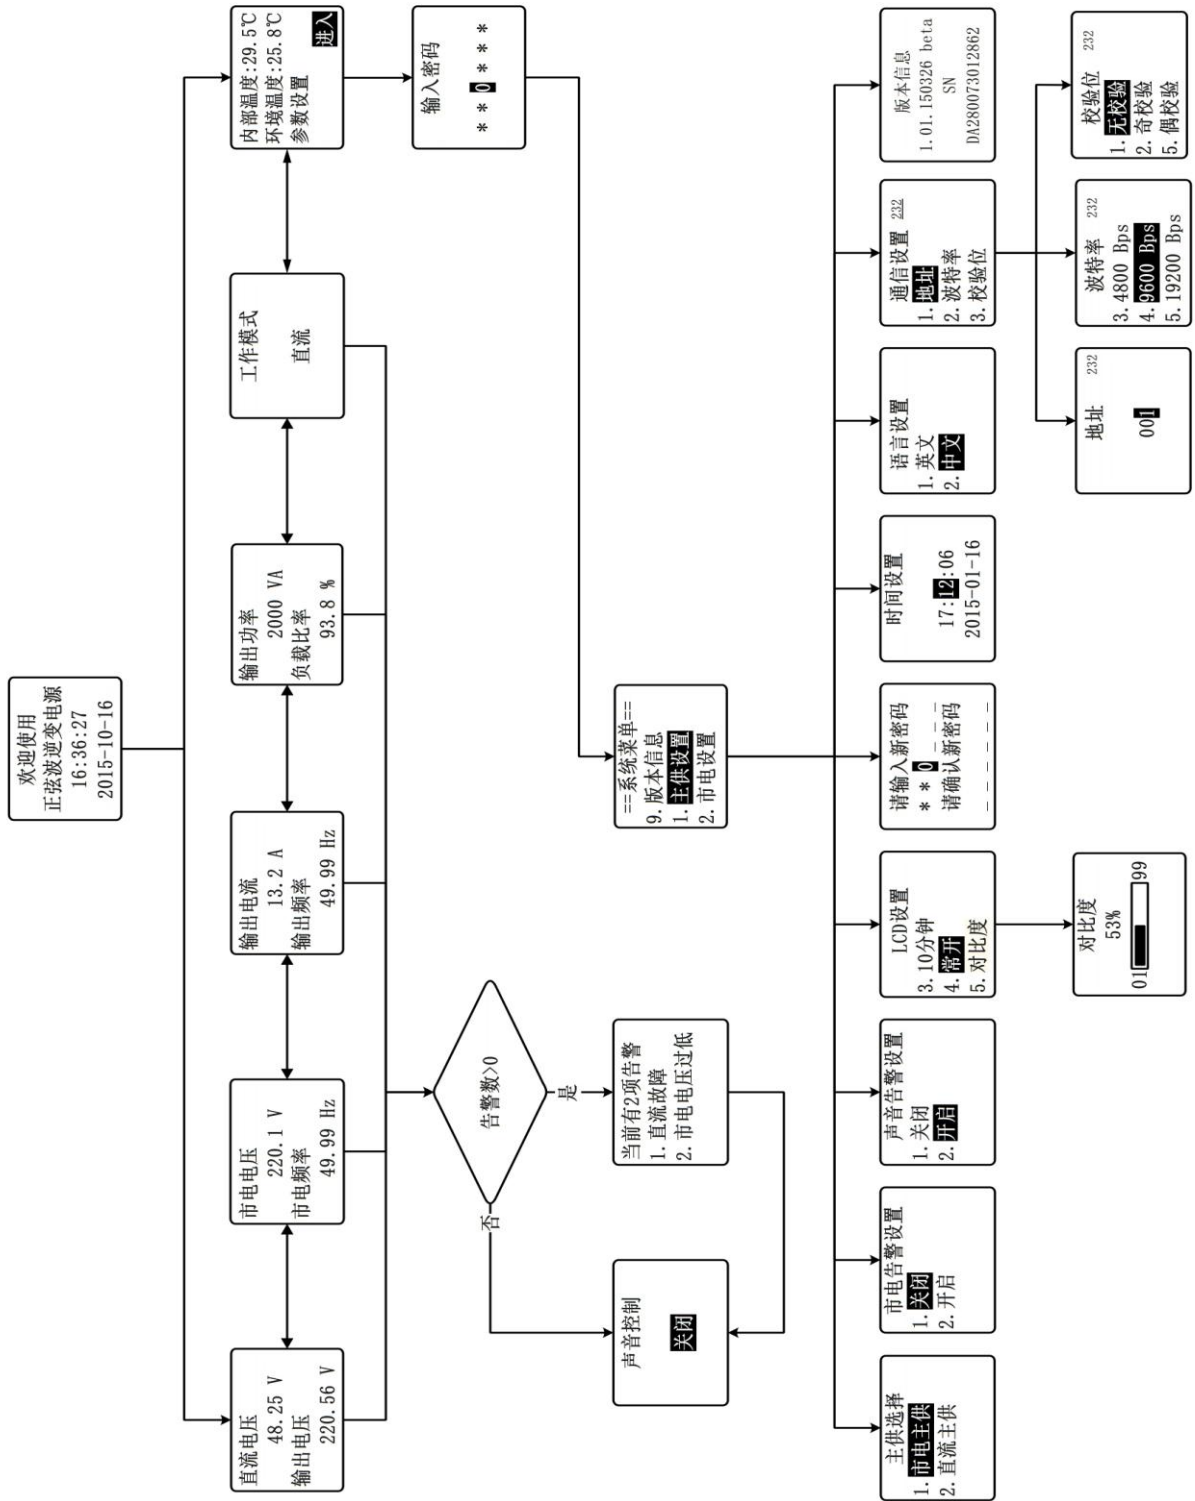 欢迎使用
正弦波逆变电源
16:36:27
2015-10-16
直流电压
48.25 V
输出电压
220.56 V
市电电压
220.1 V
市电频率
49.99 Hz
输出电流
13.2 A
输出频率
49.99 Hz
输出功率
2000 VA
负载比率
93.8 %
工作模式
直流
内部温度:29.5℃
环境温度:25.8℃
参数设置
进入
输入密码
* * 0 * * *
告警数>0
否
是
声音控制
关闭
当前有2项告警
1. 直流故障
2. 市电电压过低
==系统菜单==
9. 版本信息
1. 主供设置
2. 市电设置
主供选择
1. 市电主供
2. 直流主供
市电告警设置
1. 关闭
2. 开启
声音告警设置
1. 关闭
2. 开启
LCD设置
3. 10分钟
4. 常开
5. 对比度
请输入新密码
* * 0 _ _ _
请确认新密码
_ _ _ _ _ _
时间设置
17:12:06
2015-01-16
语言设置
1. 英文
2. 中文
通信设置 232
1. 地址
2. 波特率
3. 校验位
版本信息
1.01.150326 beta
SN
DA280073012862
对比度
53%
01 99
地址 232
001
波特率 232
3. 4800 Bps
4. 9600 Bps
5. 19200 Bps
校验位 232
1. 无校验
2. 奇校验
5. 偶校验